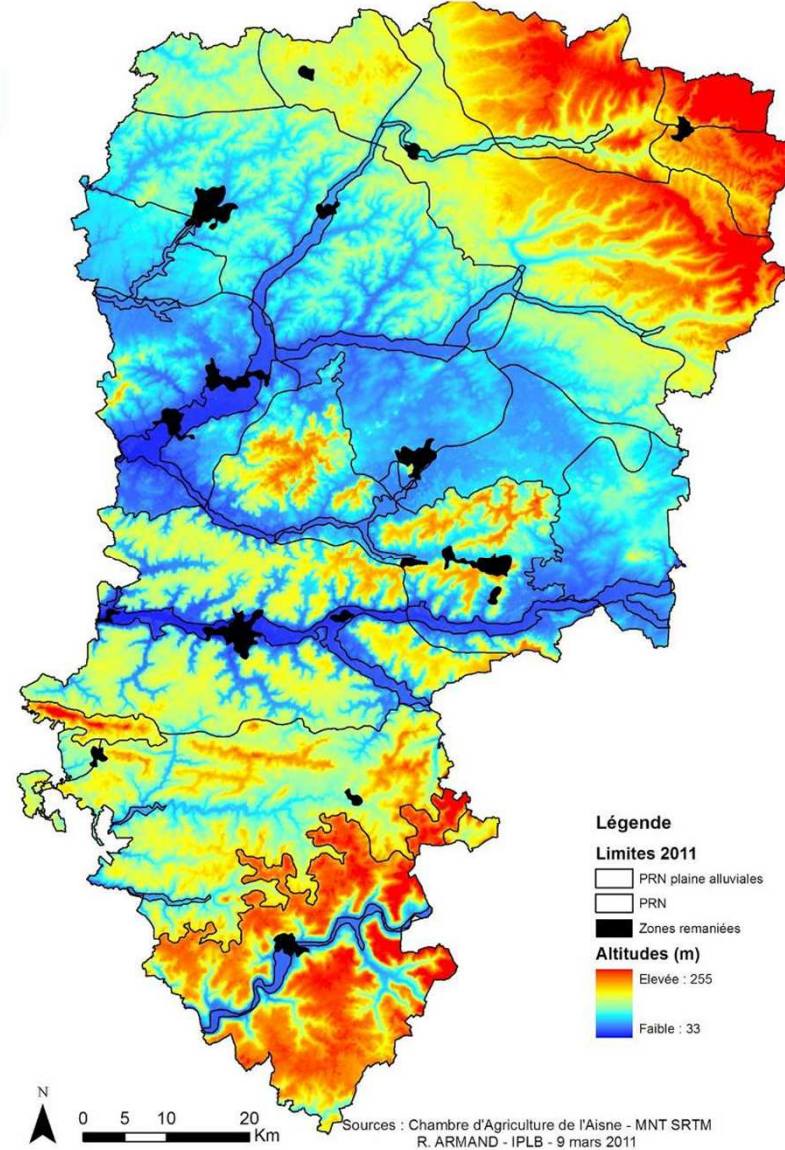 Légende
Limites 2011
PRN plaine alluviales
PRN
Zones remaniées
Altitudes (m)
Elevée : 255
Faible : 33
N
0 5 10 20
Km
Sources : Chambre d'Agriculture de l'Aisne - MNT SRTM
R. ARMAND - IPLB - 9 mars 2011